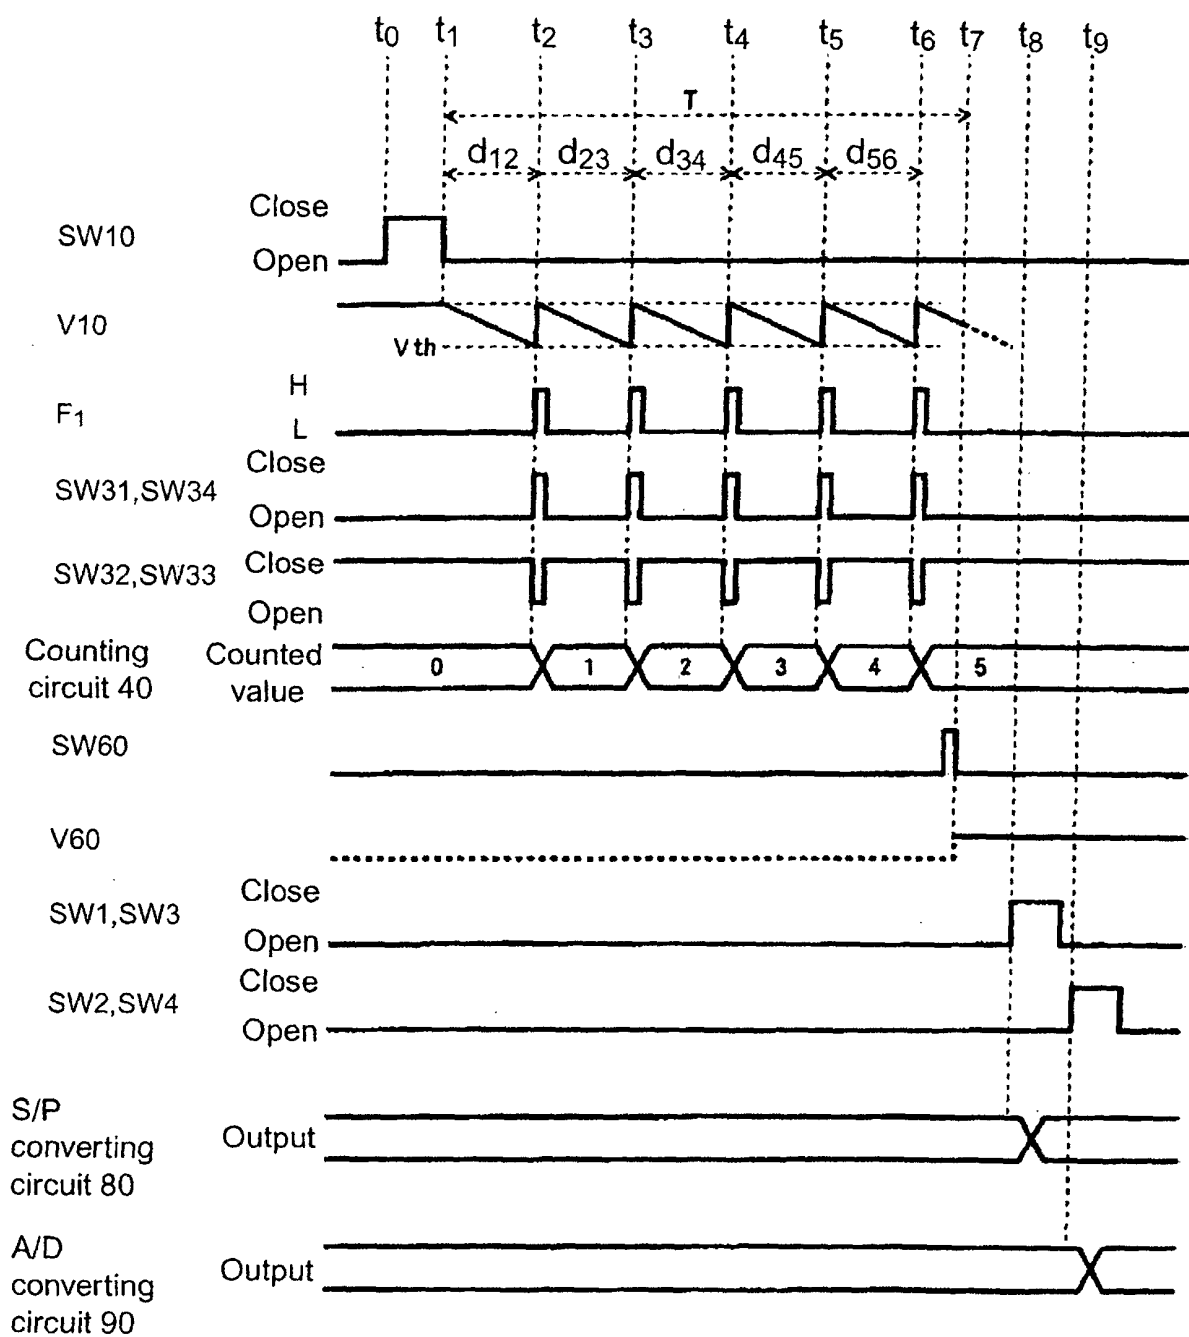 t0 t1 t2 t3 t4 t5 t6 t7 t8 t9
T
d12 d23 d34 d45 d56
SW10 Close
Open
V10
Vth
F1 H
L
SW31,SW34 Close
Open
SW32,SW33 Close
Open
Counting circuit 40 Counted value 0 1 2 3 4 5
SW60
V60
SW1,SW3 Close
Open
SW2,SW4 Close
Open
S/P
converting
circuit 80
Output
A/D
converting
circuit 90
Output